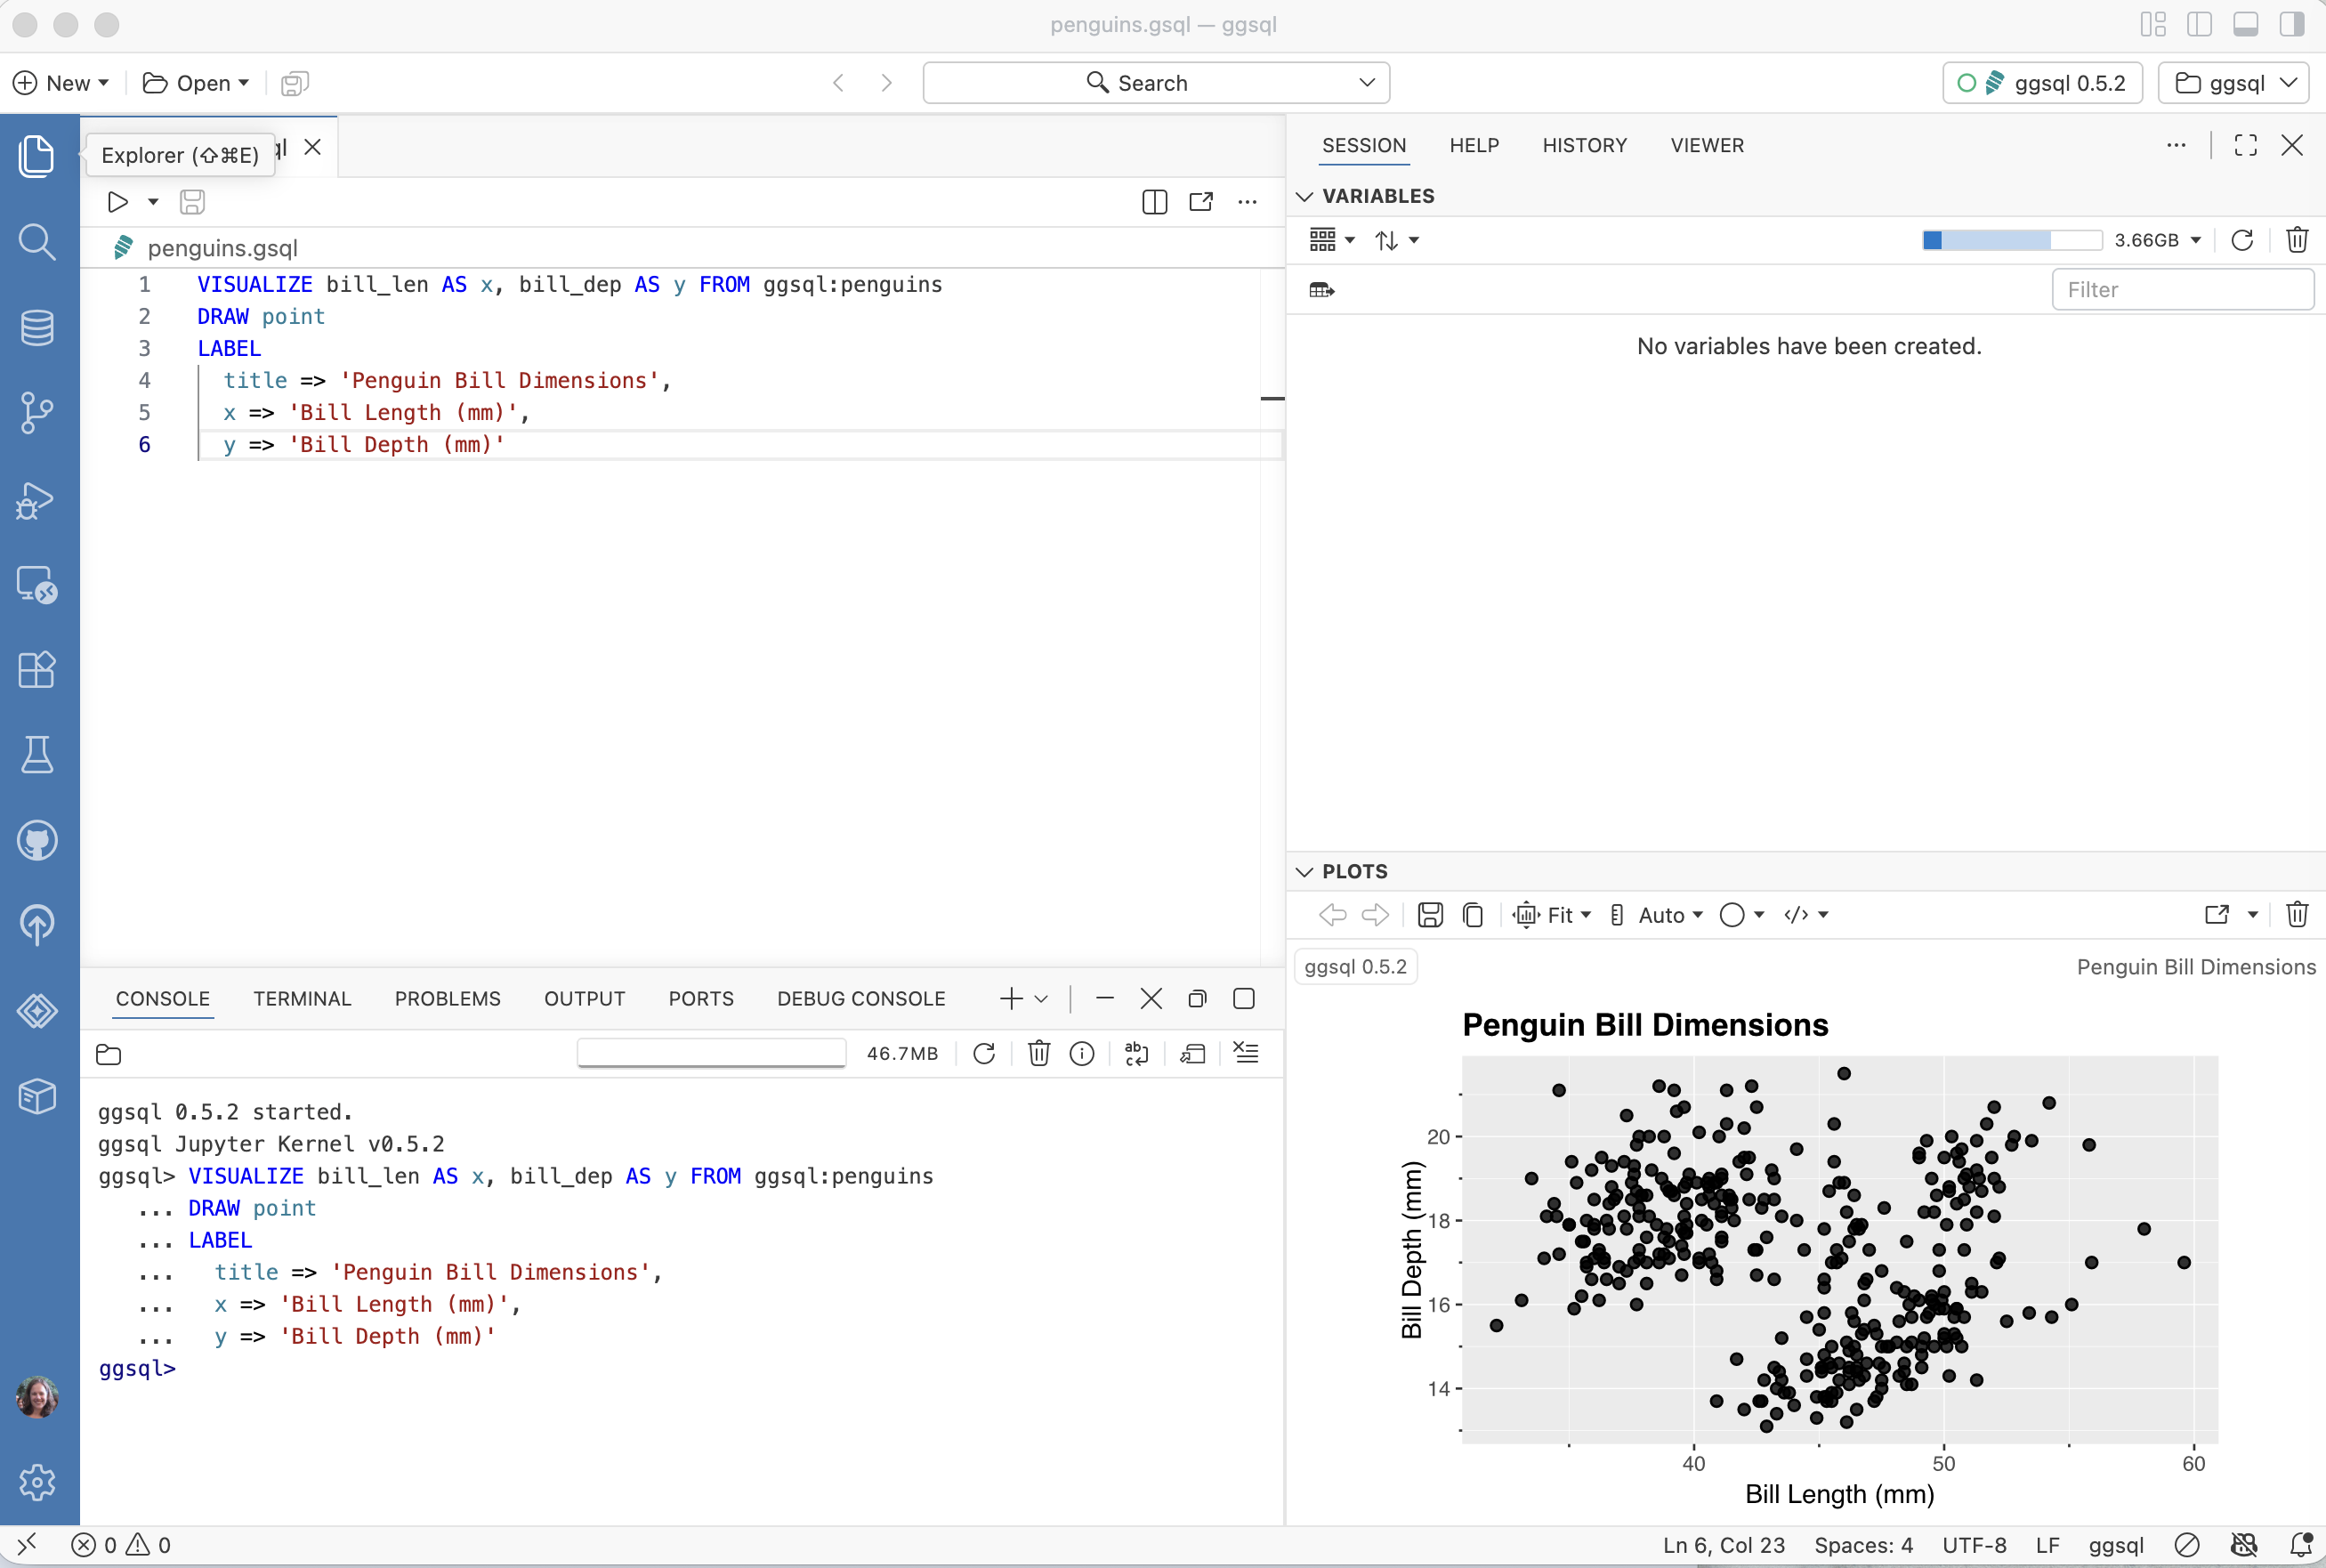 penguins.gsql — ggsql
New
Open
Search
ggsql 0.5.2
ggsql
Explorer (⇧⌘E)
ql
penguins.gsql
1 VISUALIZE bill_len AS x, bill_dep AS y FROM ggsql:penguins
2 DRAW point
3 LABEL
4 title => 'Penguin Bill Dimensions',
5 x => 'Bill Length (mm)',
6 y => 'Bill Depth (mm)'
CONSOLE TERMINAL PROBLEMS OUTPUT PORTS DEBUG CONSOLE
46.7MB
ab
c
ggsql 0.5.2 started.
ggsql Jupyter Kernel v0.5.2
ggsql> VISUALIZE bill_len AS x, bill_dep AS y FROM ggsql:penguins
... DRAW point
... LABEL
... title => 'Penguin Bill Dimensions',
... x => 'Bill Length (mm)',
... y => 'Bill Depth (mm)'
ggsql>
SESSION HELP HISTORY VIEWER
VARIABLES
3.66GB
Filter
No variables have been created.
PLOTS
Fit
Auto
ggsql 0.5.2
Penguin Bill Dimensions
Penguin Bill Dimensions
Bill Depth (mm)
20
18
16
14
40 50 60
Bill Length (mm)
0 0
Ln 6, Col 23 Spaces: 4 UTF-8 LF ggsql